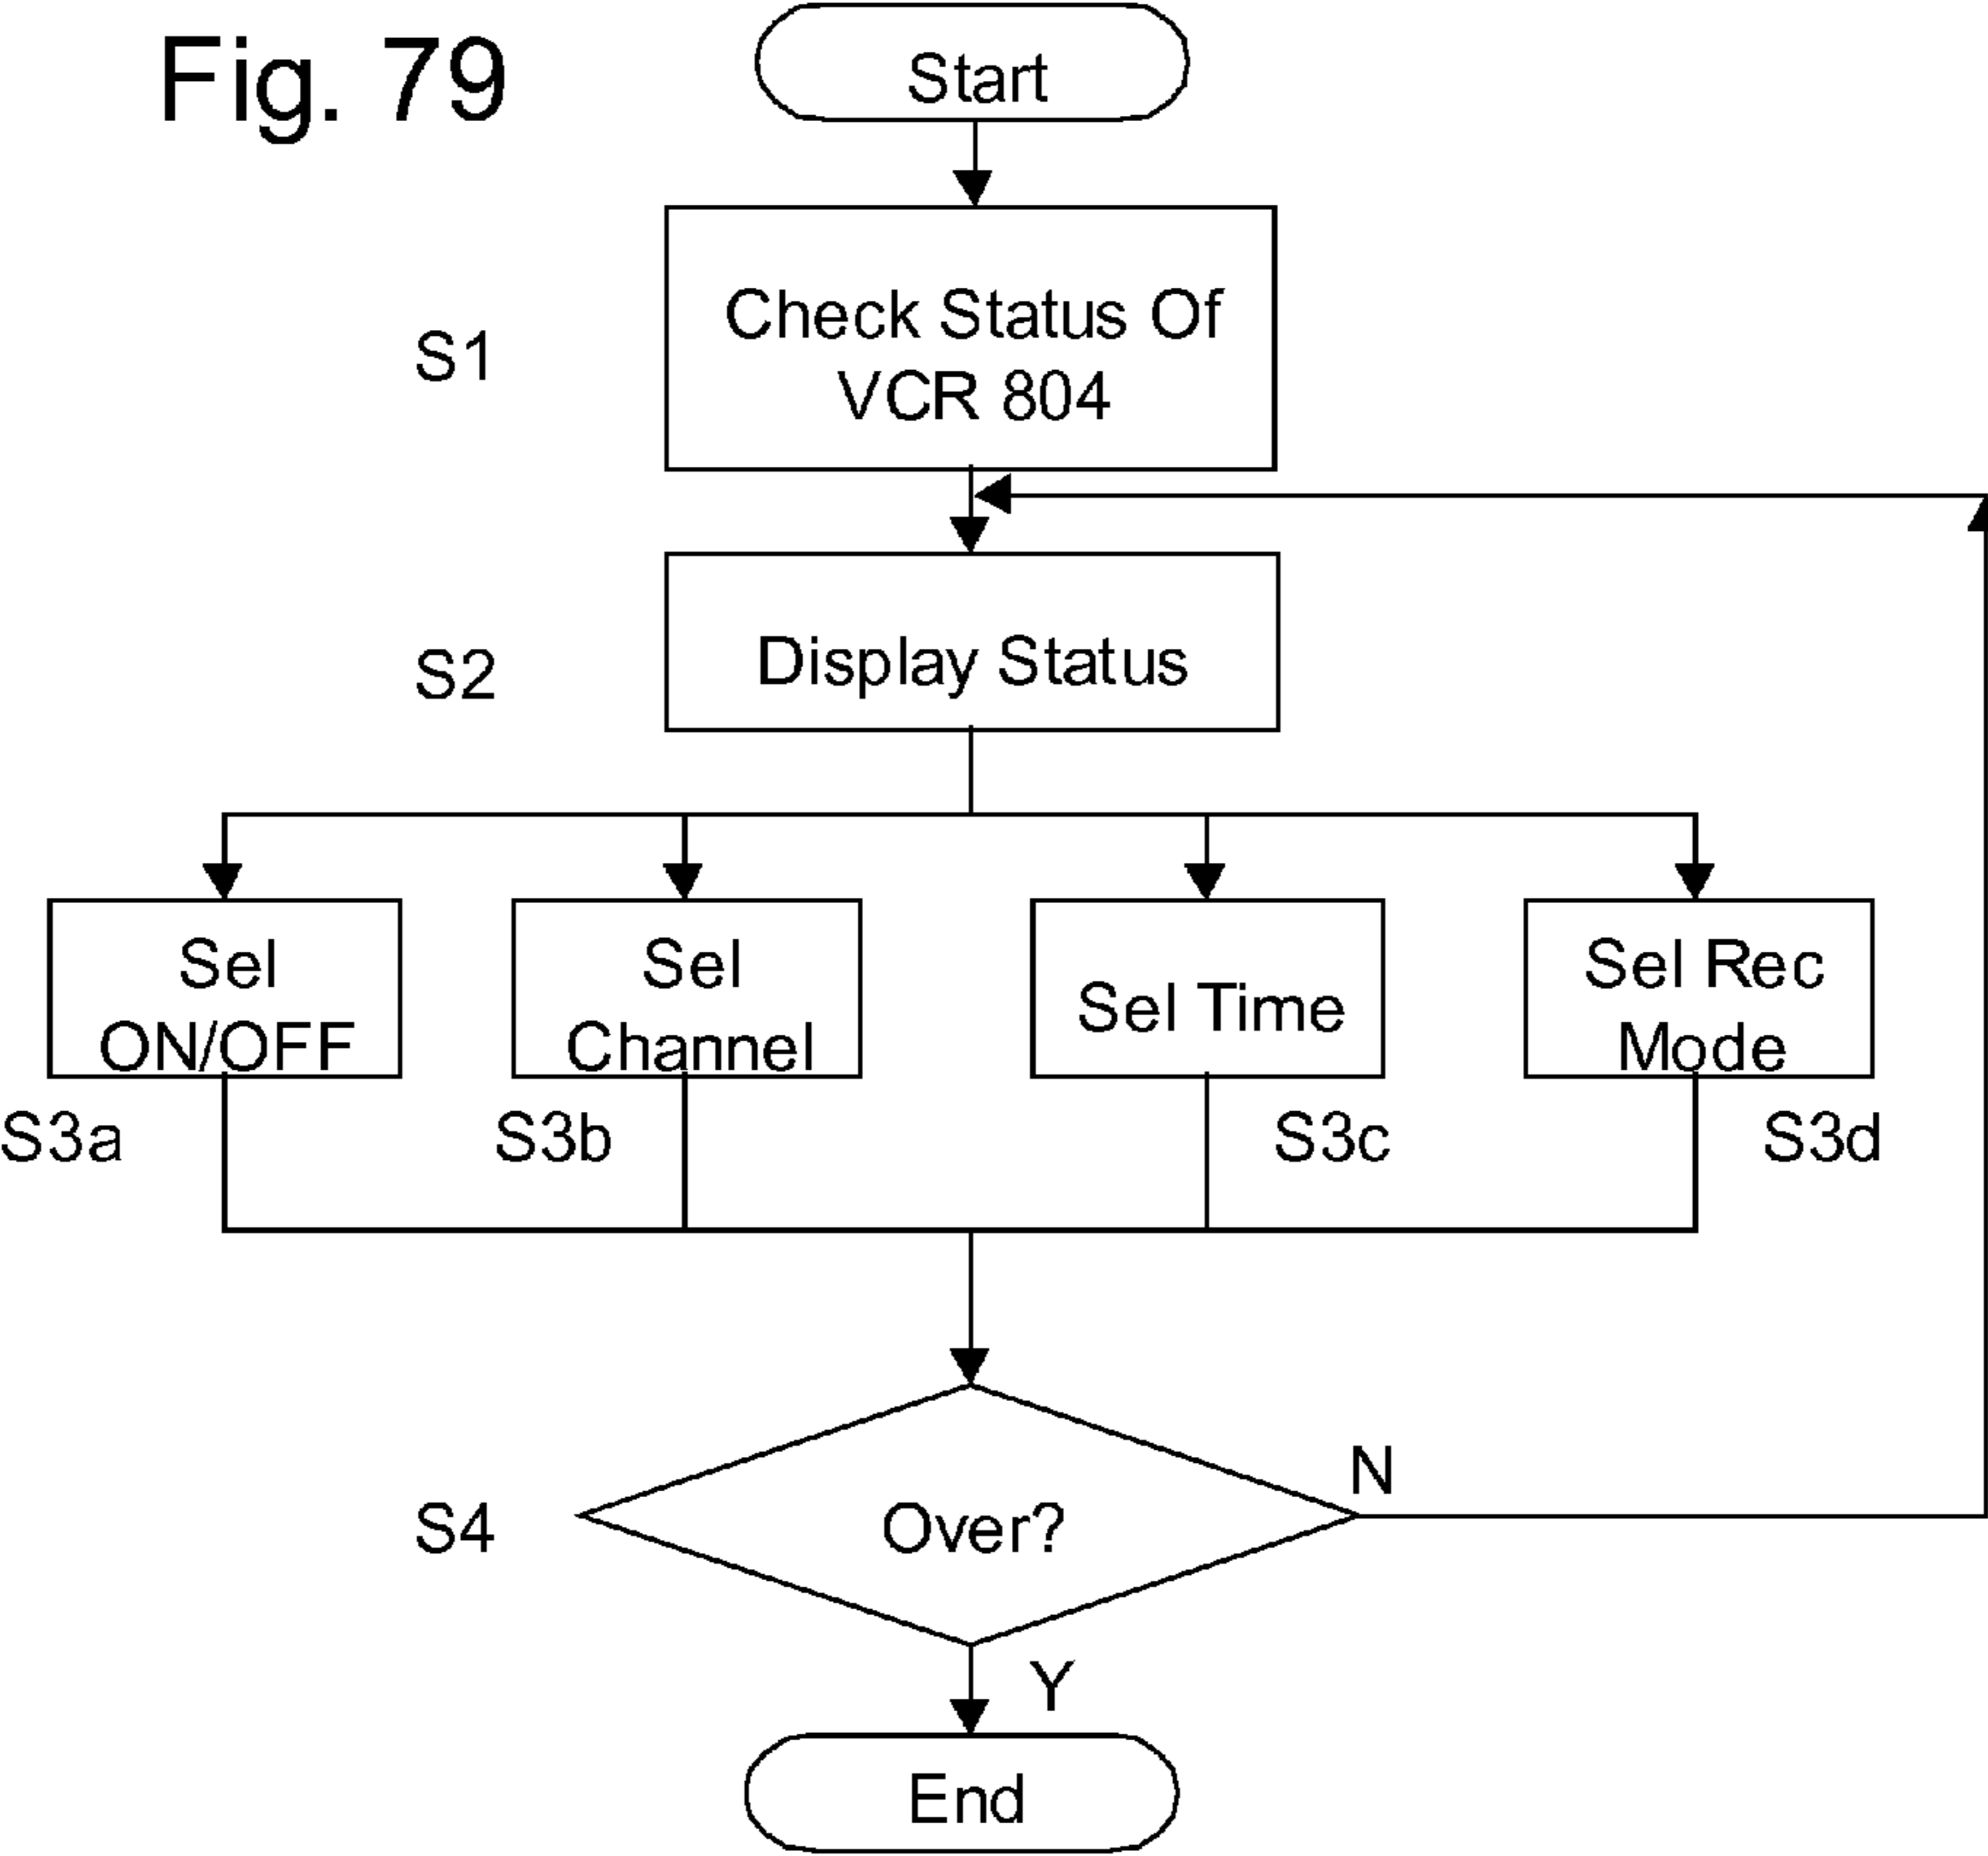 Fig. 79
Start
S1
Check Status Of
VCR 804
S2
Display Status
Sel
ON/OFF
S3a
Sel
Channel
S3b
Sel Time
S3c
Sel Rec
Mode
S3d
S4
Over?
N
Y
End